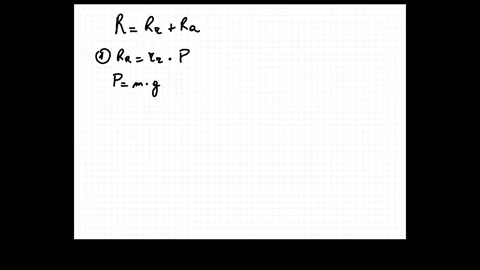 R = Rr + Ra
① Rr = rr · P
P = m · g